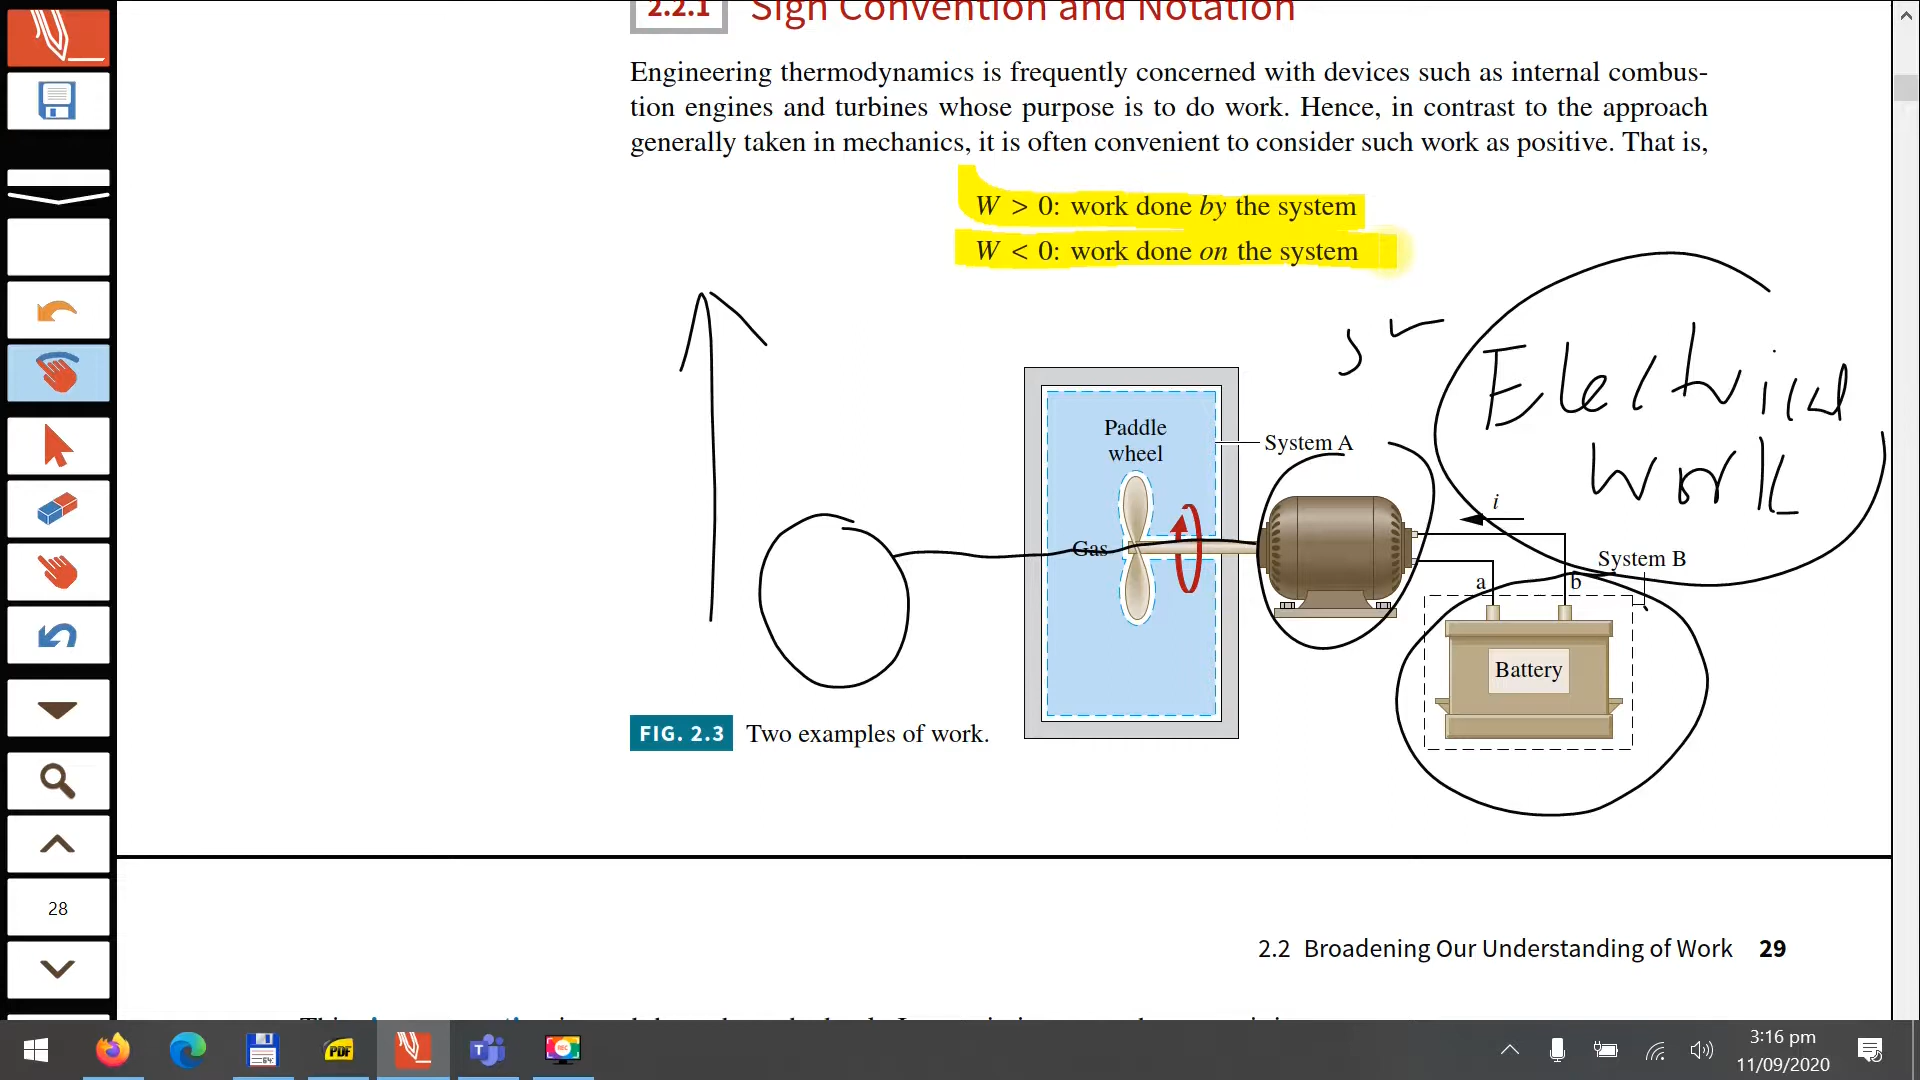 2.2.1 Sign Convention and Notation
Engineering thermodynamics is frequently concerned with devices such as internal combus-
tion engines and turbines whose purpose is to do work. Hence, in contrast to the approach
generally taken in mechanics, it is often convenient to consider such work as positive. That is,
W > 0: work done by the system
W < 0: work done on the system
Electrical
Work
Paddle
wheel
System A
Gas
i
System B
a
b
Battery
FIG. 2.3 Two examples of work.
28
2.2 Broadening Our Understanding of Work 29
64
PDF
REC
3:16 pm
11/09/2020